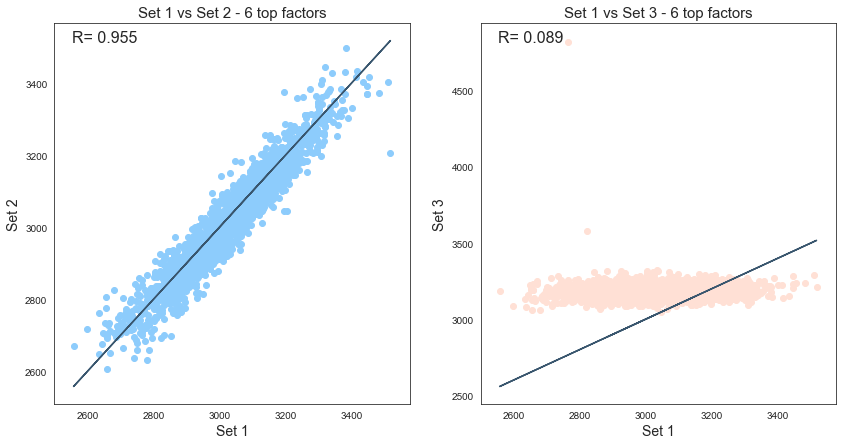 Set 1 vs Set 2 - 6 top factors
R= 0.955
3400
3200
3000
2800
2600
Set 2
2600
2800
3000
3200
3400
Set 1
Set 1 vs Set 3 - 6 top factors
R= 0.089
4500
4000
3500
3000
2500
Set 3
2600
2800
3000
3200
3400
Set 1